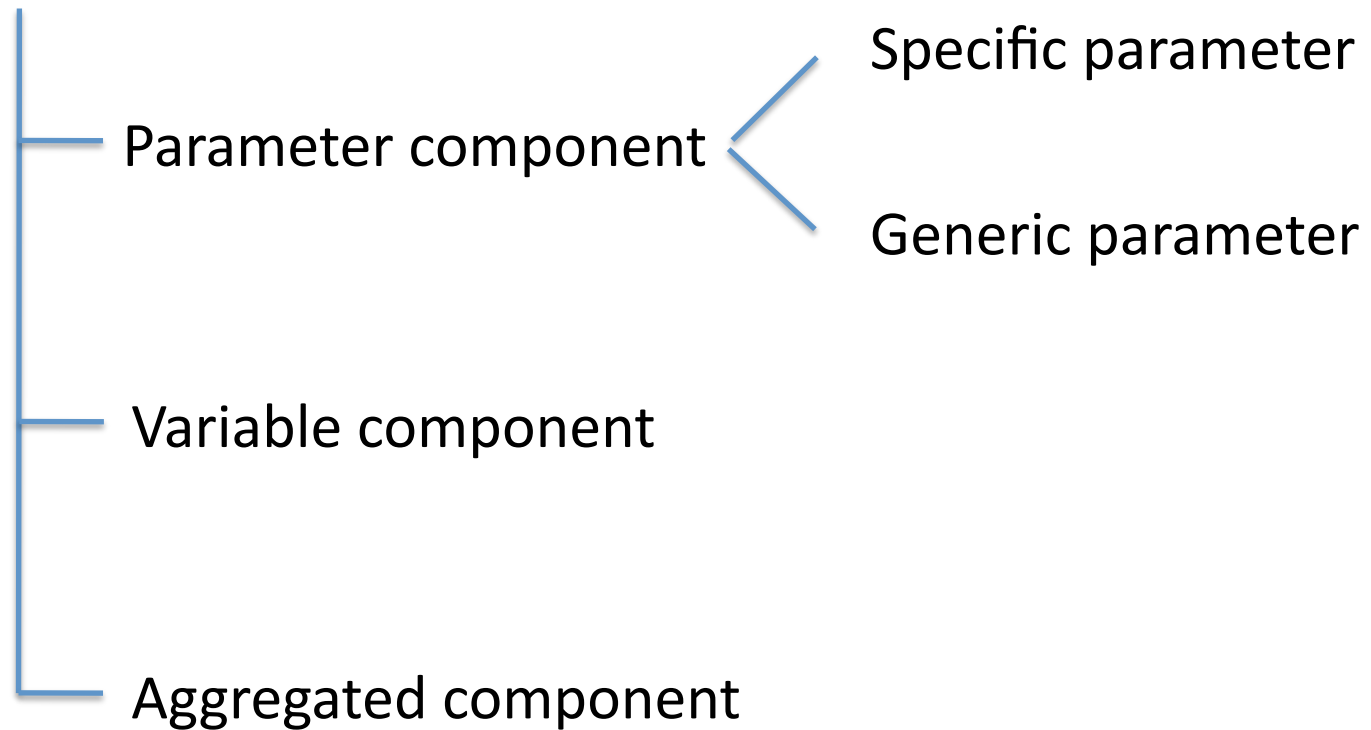 Specific parameter
Parameter component
Generic parameter
Variable component
Aggregated component